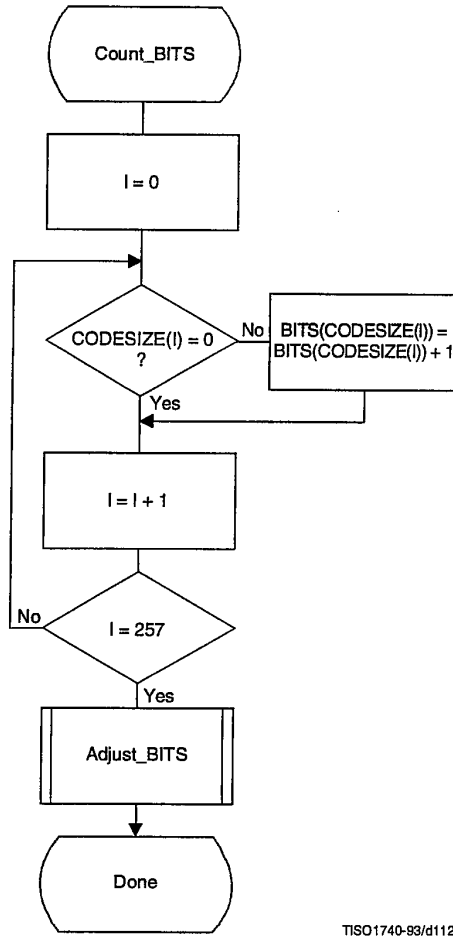 Count_BITS
I = 0
CODESIZE(I) = 0
?
No
BITS(CODESIZE(I)) =
BITS(CODESIZE(I)) + 1
Yes
I = I + 1
No
I = 257
Yes
Adjust_BITS
Done
TISO1740-93/d112